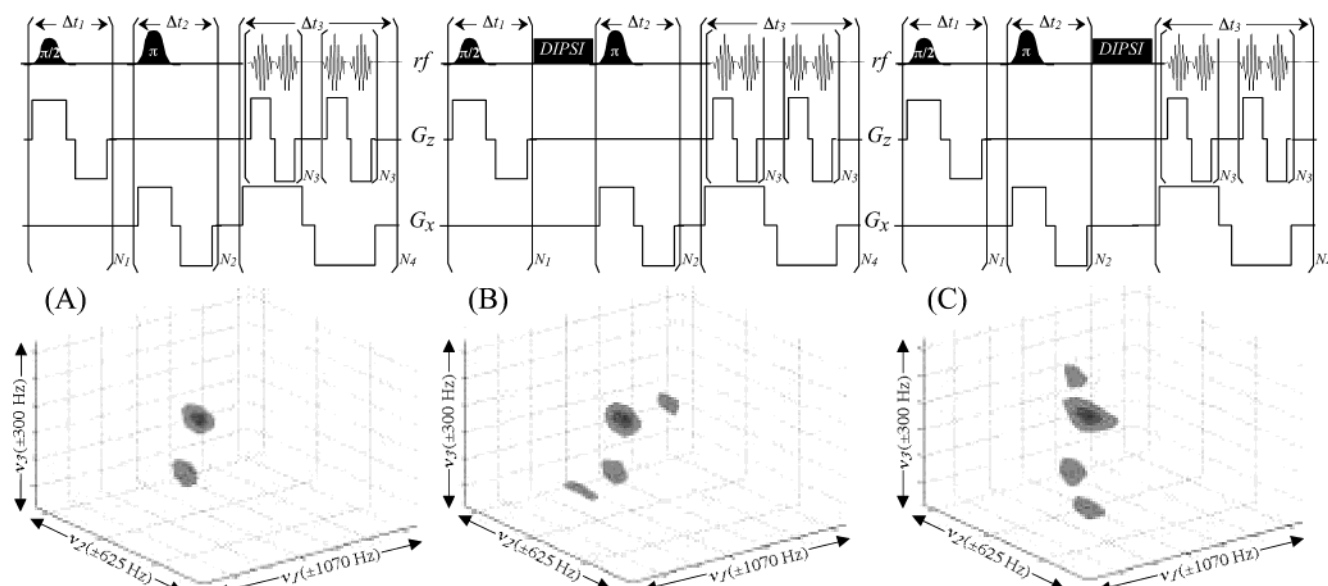 Δt1 Δt2 Δt3 Δt1 Δt2 Δt3 Δt1 Δt2 Δt3
π/2 π rf π/2 DIPSI π rf π/2 π DIPSI
Gz Gz
N3 N3 N3 N3 N3 N3
Gx Gx
N1 N2 N4 N1 N2 N4 N1 N2
(A) (B) (C)
ν3(±300 Hz) ν3(±300 Hz) ν3(±300 Hz)
ν2(±625 Hz) ν1(±1070 Hz) ν2(±625 Hz) ν1(±1070 Hz) ν2(±625 Hz) ν1(±1070 Hz)